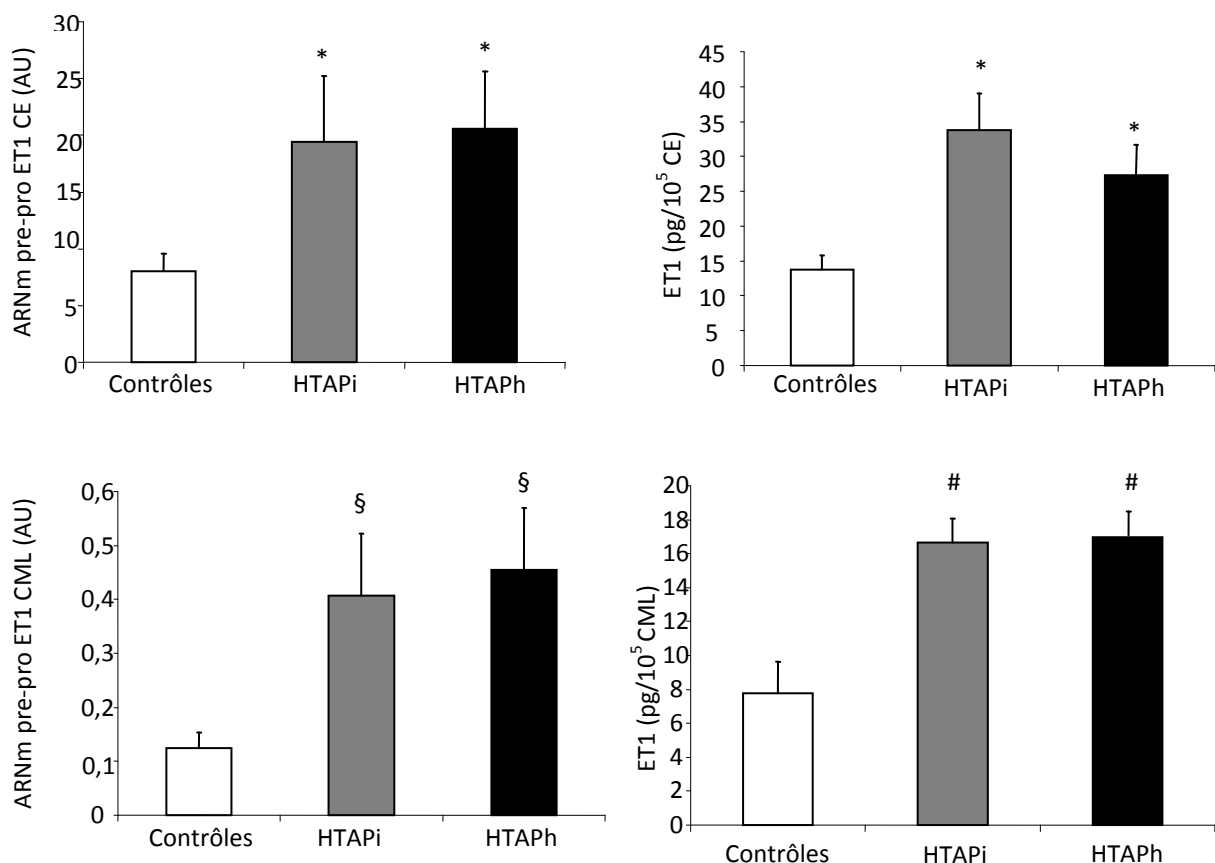 ARNm pre-pro ET1 CE (AU)
30
25
20
15
10
5
0
*
*
Contrôles
HTAPi
HTAPh
ET1 (pg/10⁵ CE)
45
40
35
30
25
20
15
10
5
0
*
*
Contrôles
HTAPi
HTAPh
ARNm pre-pro ET1 CML (AU)
0,6
0,5
0,4
0,3
0,2
0,1
0
§
§
Contrôles
HTAPi
HTAPh
ET1 (pg/10⁵ CML)
20
18
16
14
12
10
8
6
4
2
0
#
#
Contrôles
HTAPi
HTAPh